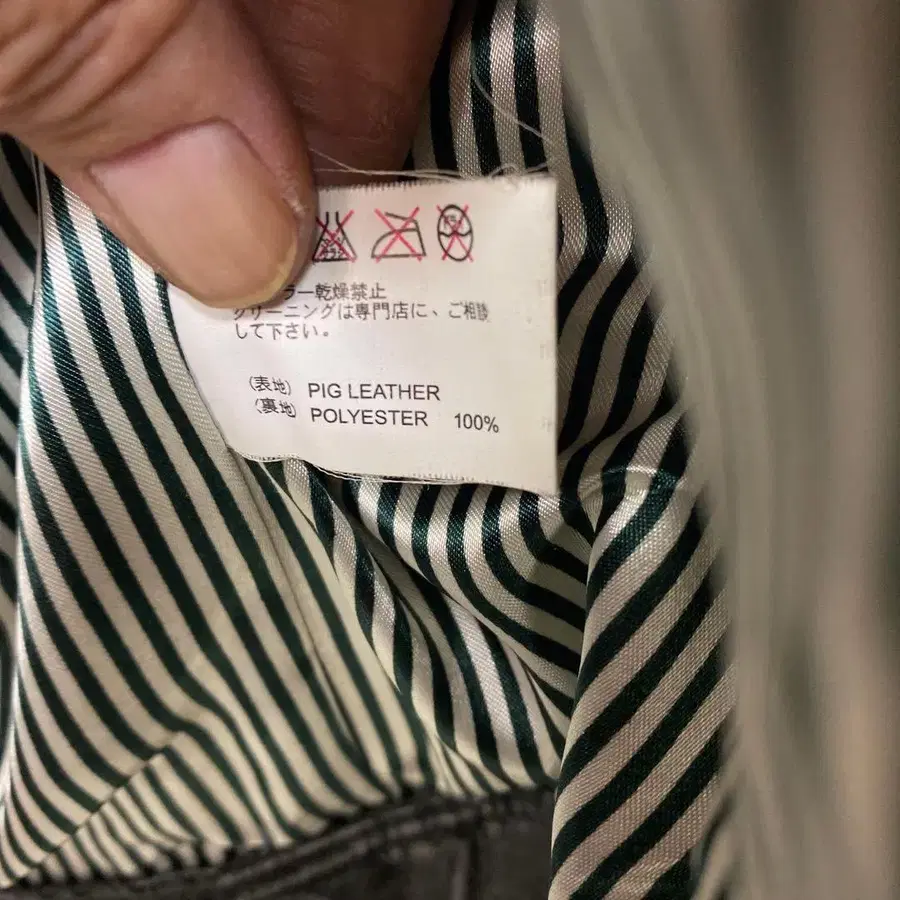 ラー乾燥禁止
クリーニングは専門店に、ご相談
して下さい。
(表地) PIG LEATHER
(裏地) POLYESTER 100%